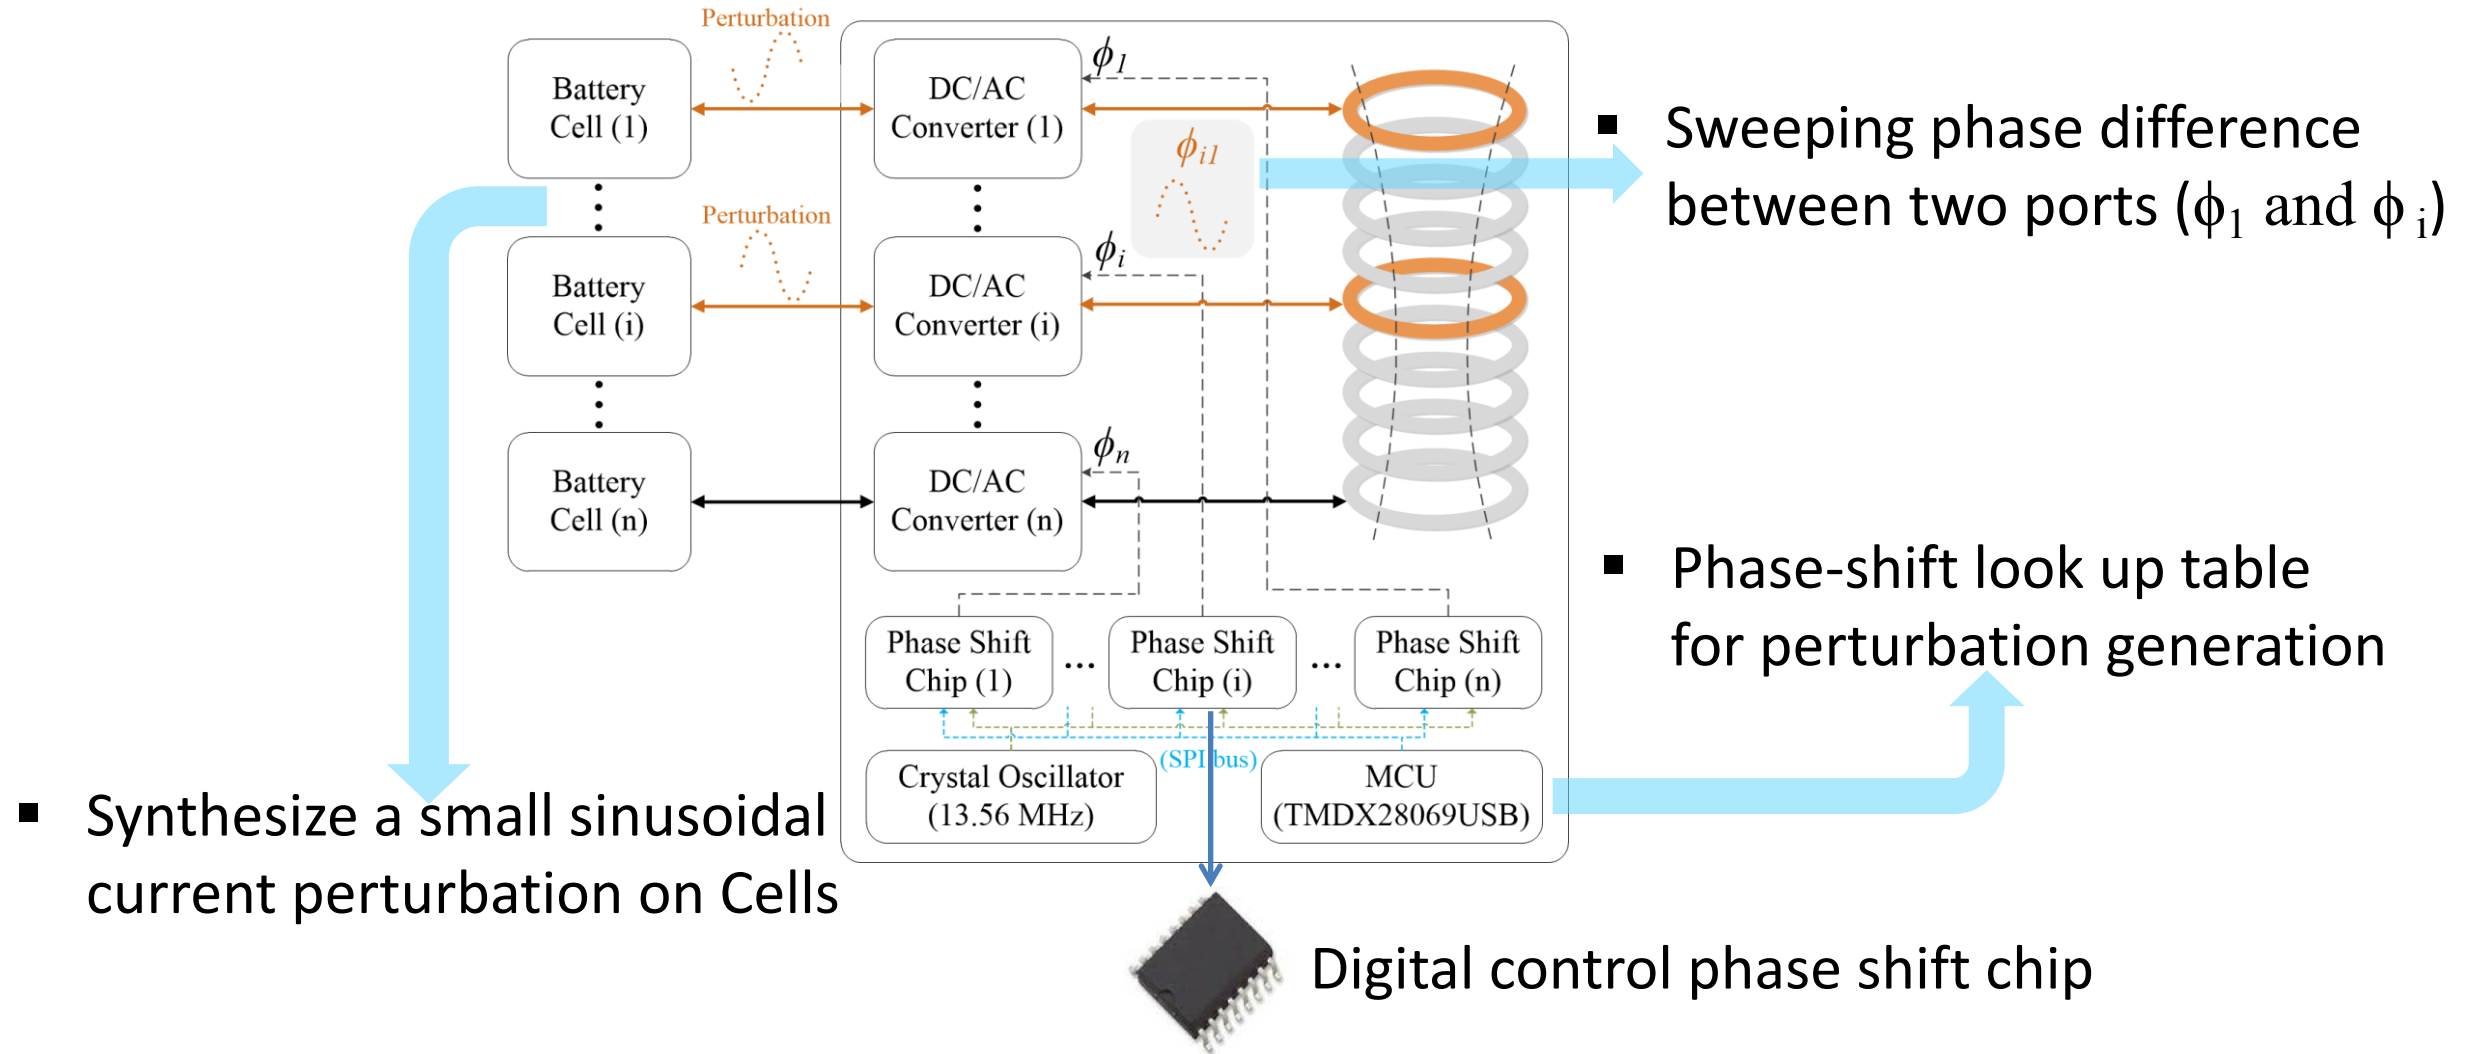 Perturbation
Battery
Cell (1)
DC/AC
Converter (1)
ϕ1
ϕi1
▪ Sweeping phase difference
between two ports (ϕ1 and ϕ i)
Perturbation
Battery
Cell (i)
DC/AC
Converter (i)
ϕi
Battery
Cell (n)
DC/AC
Converter (n)
ϕn
▪ Phase-shift look up table
for perturbation generation
Phase Shift
Chip (1)
...
Phase Shift
Chip (i)
...
Phase Shift
Chip (n)
(SPI bus)
Crystal Oscillator
(13.56 MHz)
MCU
(TMDX28069USB)
▪ Synthesize a small sinusoidal
current perturbation on Cells
Digital control phase shift chip